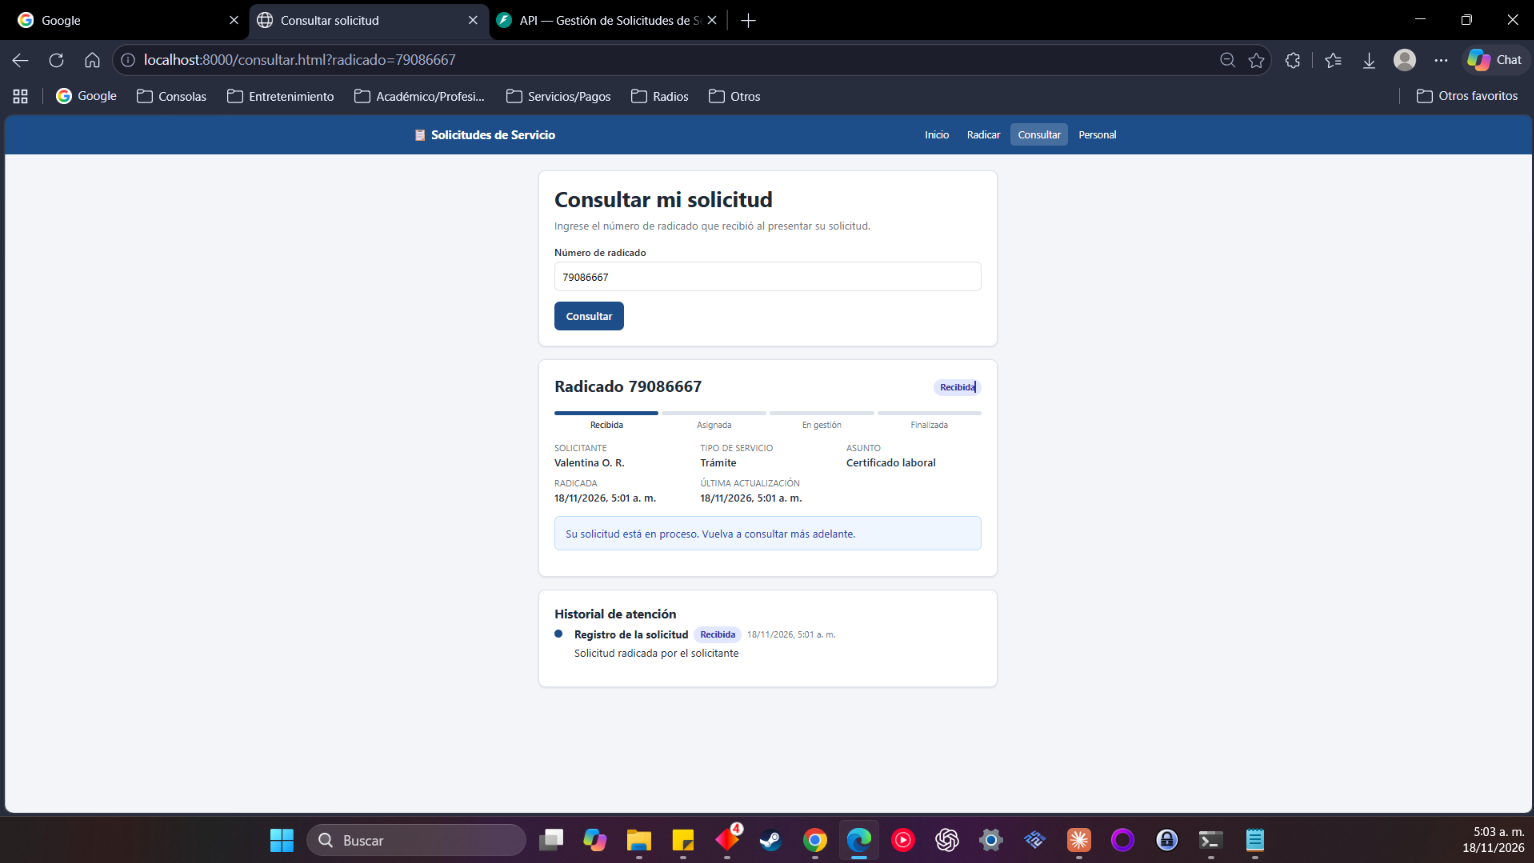 Google
Consultar solicitud
API — Gestión de Solicitudes de S
localhost:8000/consultar.html?radicado=79086667
Chat
Google
Consolas
Entretenimiento
Académico/Profesi...
Servicios/Pagos
Radios
Otros
Otros favoritos
Solicitudes de Servicio
Inicio
Radicar
Consultar
Personal
Consultar mi solicitud
Ingrese el número de radicado que recibió al presentar su solicitud.
Número de radicado
79086667
Consultar
Radicado 79086667
Recibida
Recibida
Asignada
En gestión
Finalizada
SOLICITANTE
Valentina O. R.
TIPO DE SERVICIO
Trámite
ASUNTO
Certificado laboral
RADICADA
18/11/2026, 5:01 a. m.
ÚLTIMA ACTUALIZACIÓN
18/11/2026, 5:01 a. m.
Su solicitud está en proceso. Vuelva a consultar más adelante.
Historial de atención
Registro de la solicitud Recibida 18/11/2026, 5:01 a. m.
Solicitud radicada por el solicitante
Buscar
4
5:03 a. m.
18/11/2026